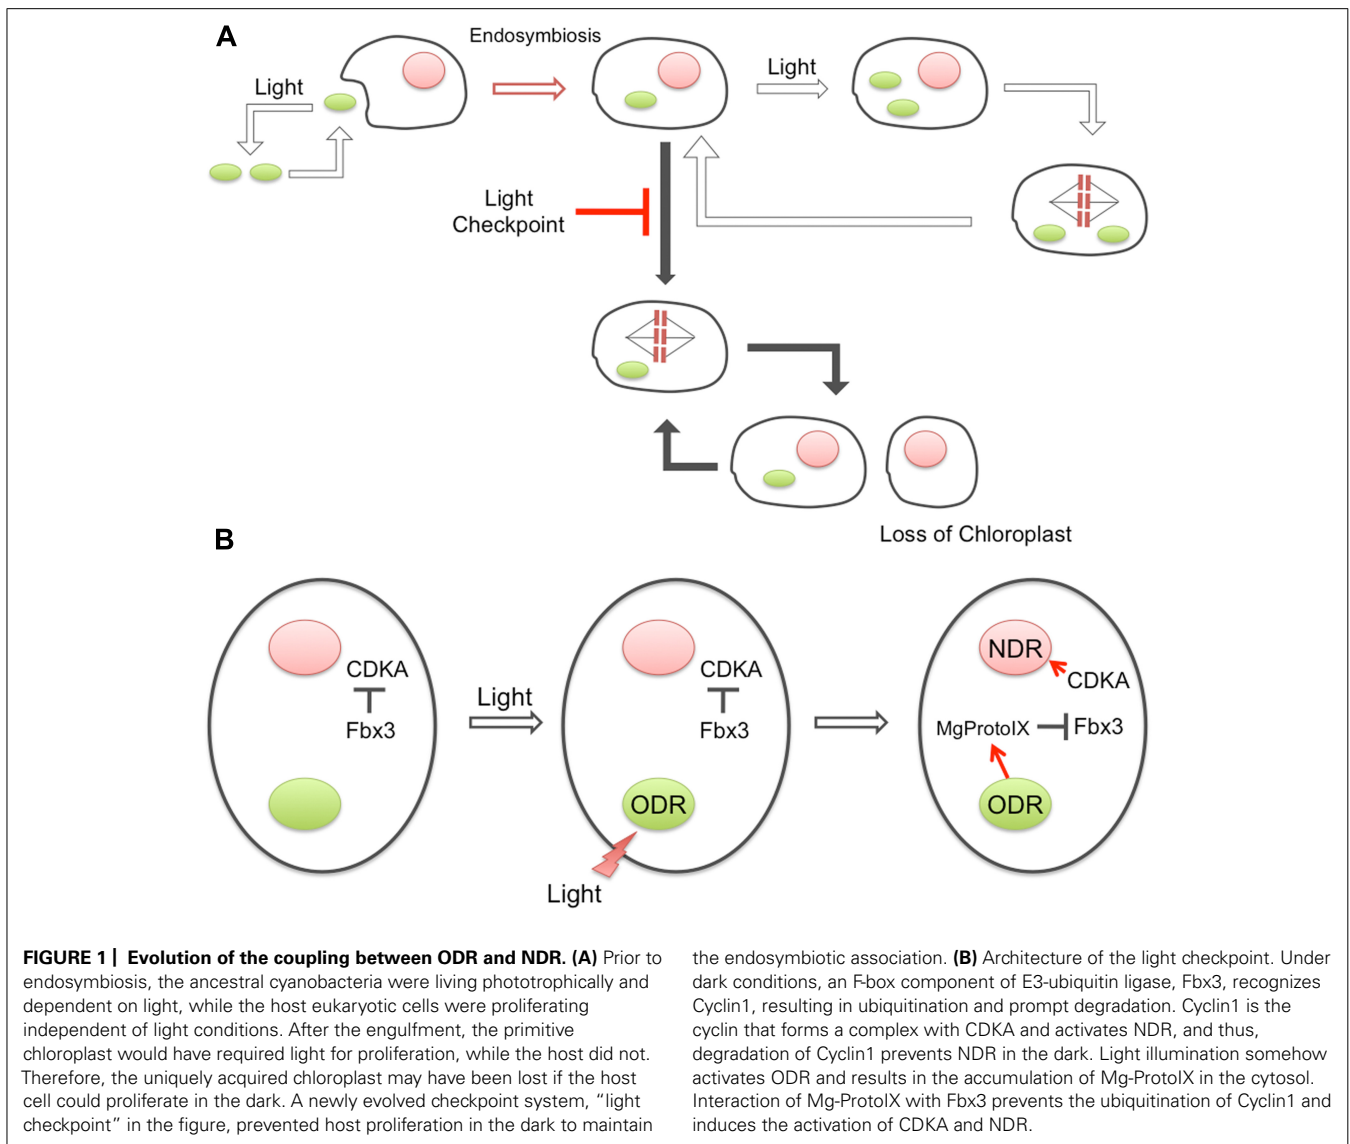 A
Endosymbiosis
Light
Light
Light
Checkpoint
Loss of Chloroplast
B
CDKA
Fbx3
Light
CDKA
Fbx3
ODR
Light
NDR
CDKA
MgProtoIX
Fbx3
ODR
FIGURE 1 | Evolution of the coupling between ODR and NDR. (A) Prior to
endosymbiosis, the ancestral cyanobacteria were living phototrophically and
dependent on light, while the host eukaryotic cells were proliferating
independent of light conditions. After the engulfment, the primitive
chloroplast would have required light for proliferation, while the host did not.
Therefore, the uniquely acquired chloroplast may have been lost if the host
cell could proliferate in the dark. A newly evolved checkpoint system, “light
checkpoint” in the figure, prevented host proliferation in the dark to maintain
the endosymbiotic association. (B) Architecture of the light checkpoint. Under
dark conditions, an F-box component of E3-ubiquitin ligase, Fbx3, recognizes
Cyclin1, resulting in ubiquitination and prompt degradation. Cyclin1 is the
cyclin that forms a complex with CDKA and activates NDR, and thus,
degradation of Cyclin1 prevents NDR in the dark. Light illumination somehow
activates ODR and results in the accumulation of Mg-ProtoIX in the cytosol.
Interaction of Mg-ProtoIX with Fbx3 prevents the ubiquitination of Cyclin1 and
induces the activation of CDKA and NDR.